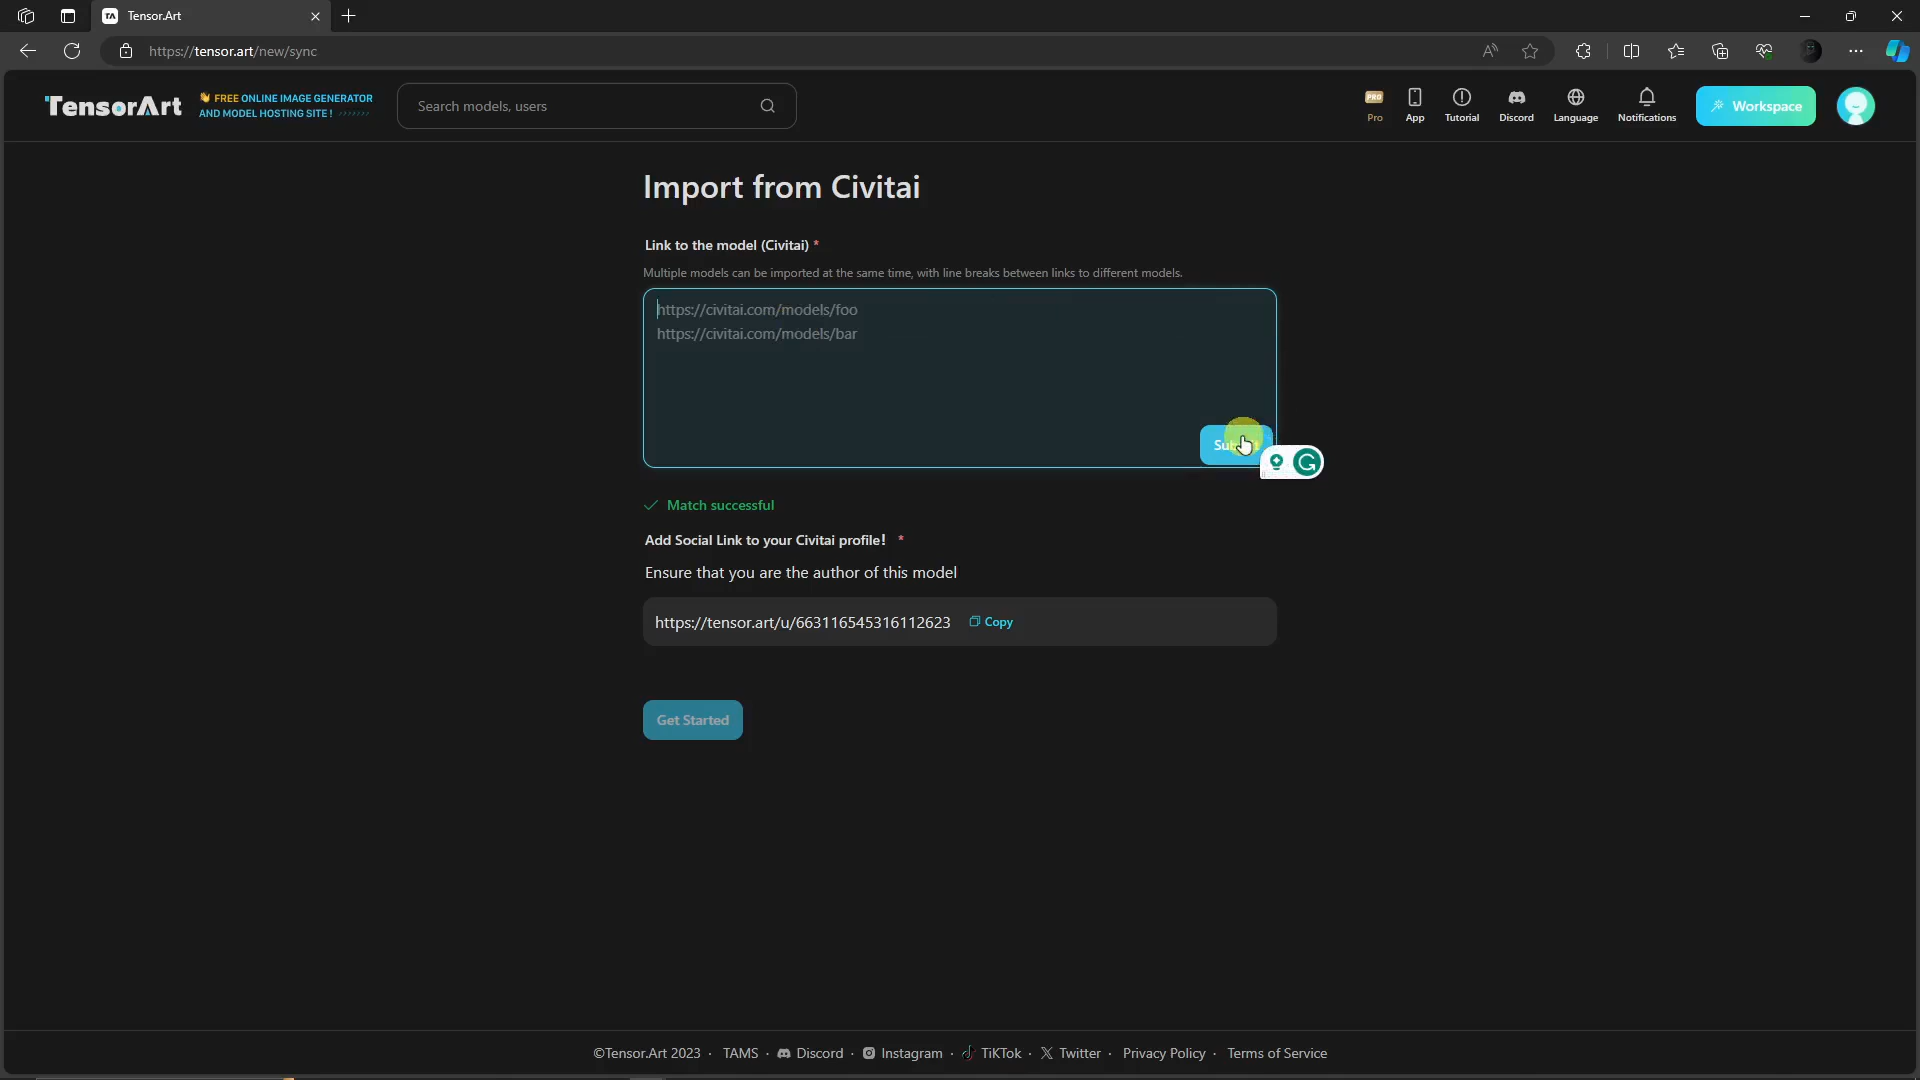 Tensor.Art
https://tensor.art/new/sync
TensorArt
👋 FREE ONLINE IMAGE GENERATOR
AND MODEL HOSTING SITE !
Search models, users
PRO
Pro
App
Tutorial
Discord
Language
Notifications
Workspace
Import from Civitai
Link to the model (Civitai) *
Multiple models can be imported at the same time, with line breaks between links to different models.
https://civitai.com/models/foo
https://civitai.com/models/bar
Match successful
Add Social Link to your Civitai profile! *
Ensure that you are the author of this model
https://tensor.art/u/663116545316112623 Copy
Get Started
©Tensor.Art 2023 · TAMS · Discord · Instagram · TikTok · Twitter · Privacy Policy · Terms of Service